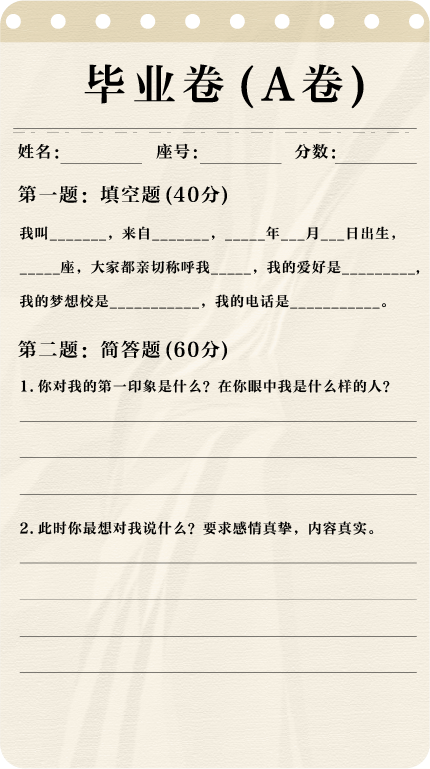 毕业卷(A卷)
姓名：________ 座号：________ 分数：________
第一题：填空题(40分)
我叫_______，来自_______，_____年___月___日出生，
_____座，大家都亲切称呼我_____，我的爱好是_________，
我的梦想校是___________，我的电话是___________。
第二题：简答题(60分)
1.你对我的第一印象是什么？在你眼中我是什么样的人？
2.此时你最想对我说什么？要求感情真挚，内容真实。